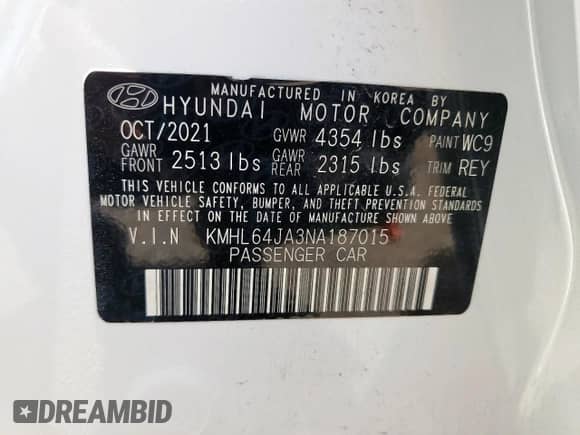 MANUFACTURED IN KOREA BY
HYUNDAI MOTOR COMPANY
OCT/2021 GVWR 4354 lbs PAINT WC9
GAWR FRONT 2513 lbs GAWR REAR 2315 lbs TRIM REY
THIS VEHICLE CONFORMS TO ALL APPLICABLE U.S.A. FEDERAL
MOTOR VEHICLE SAFETY, BUMPER, AND THEFT PREVENTION STANDARDS
IN EFFECT ON THE DATE OF MANUFACTURE SHOWN ABOVE.
V.I.N KMHL64JA3NA187015
PASSENGER CAR
DREAMBID